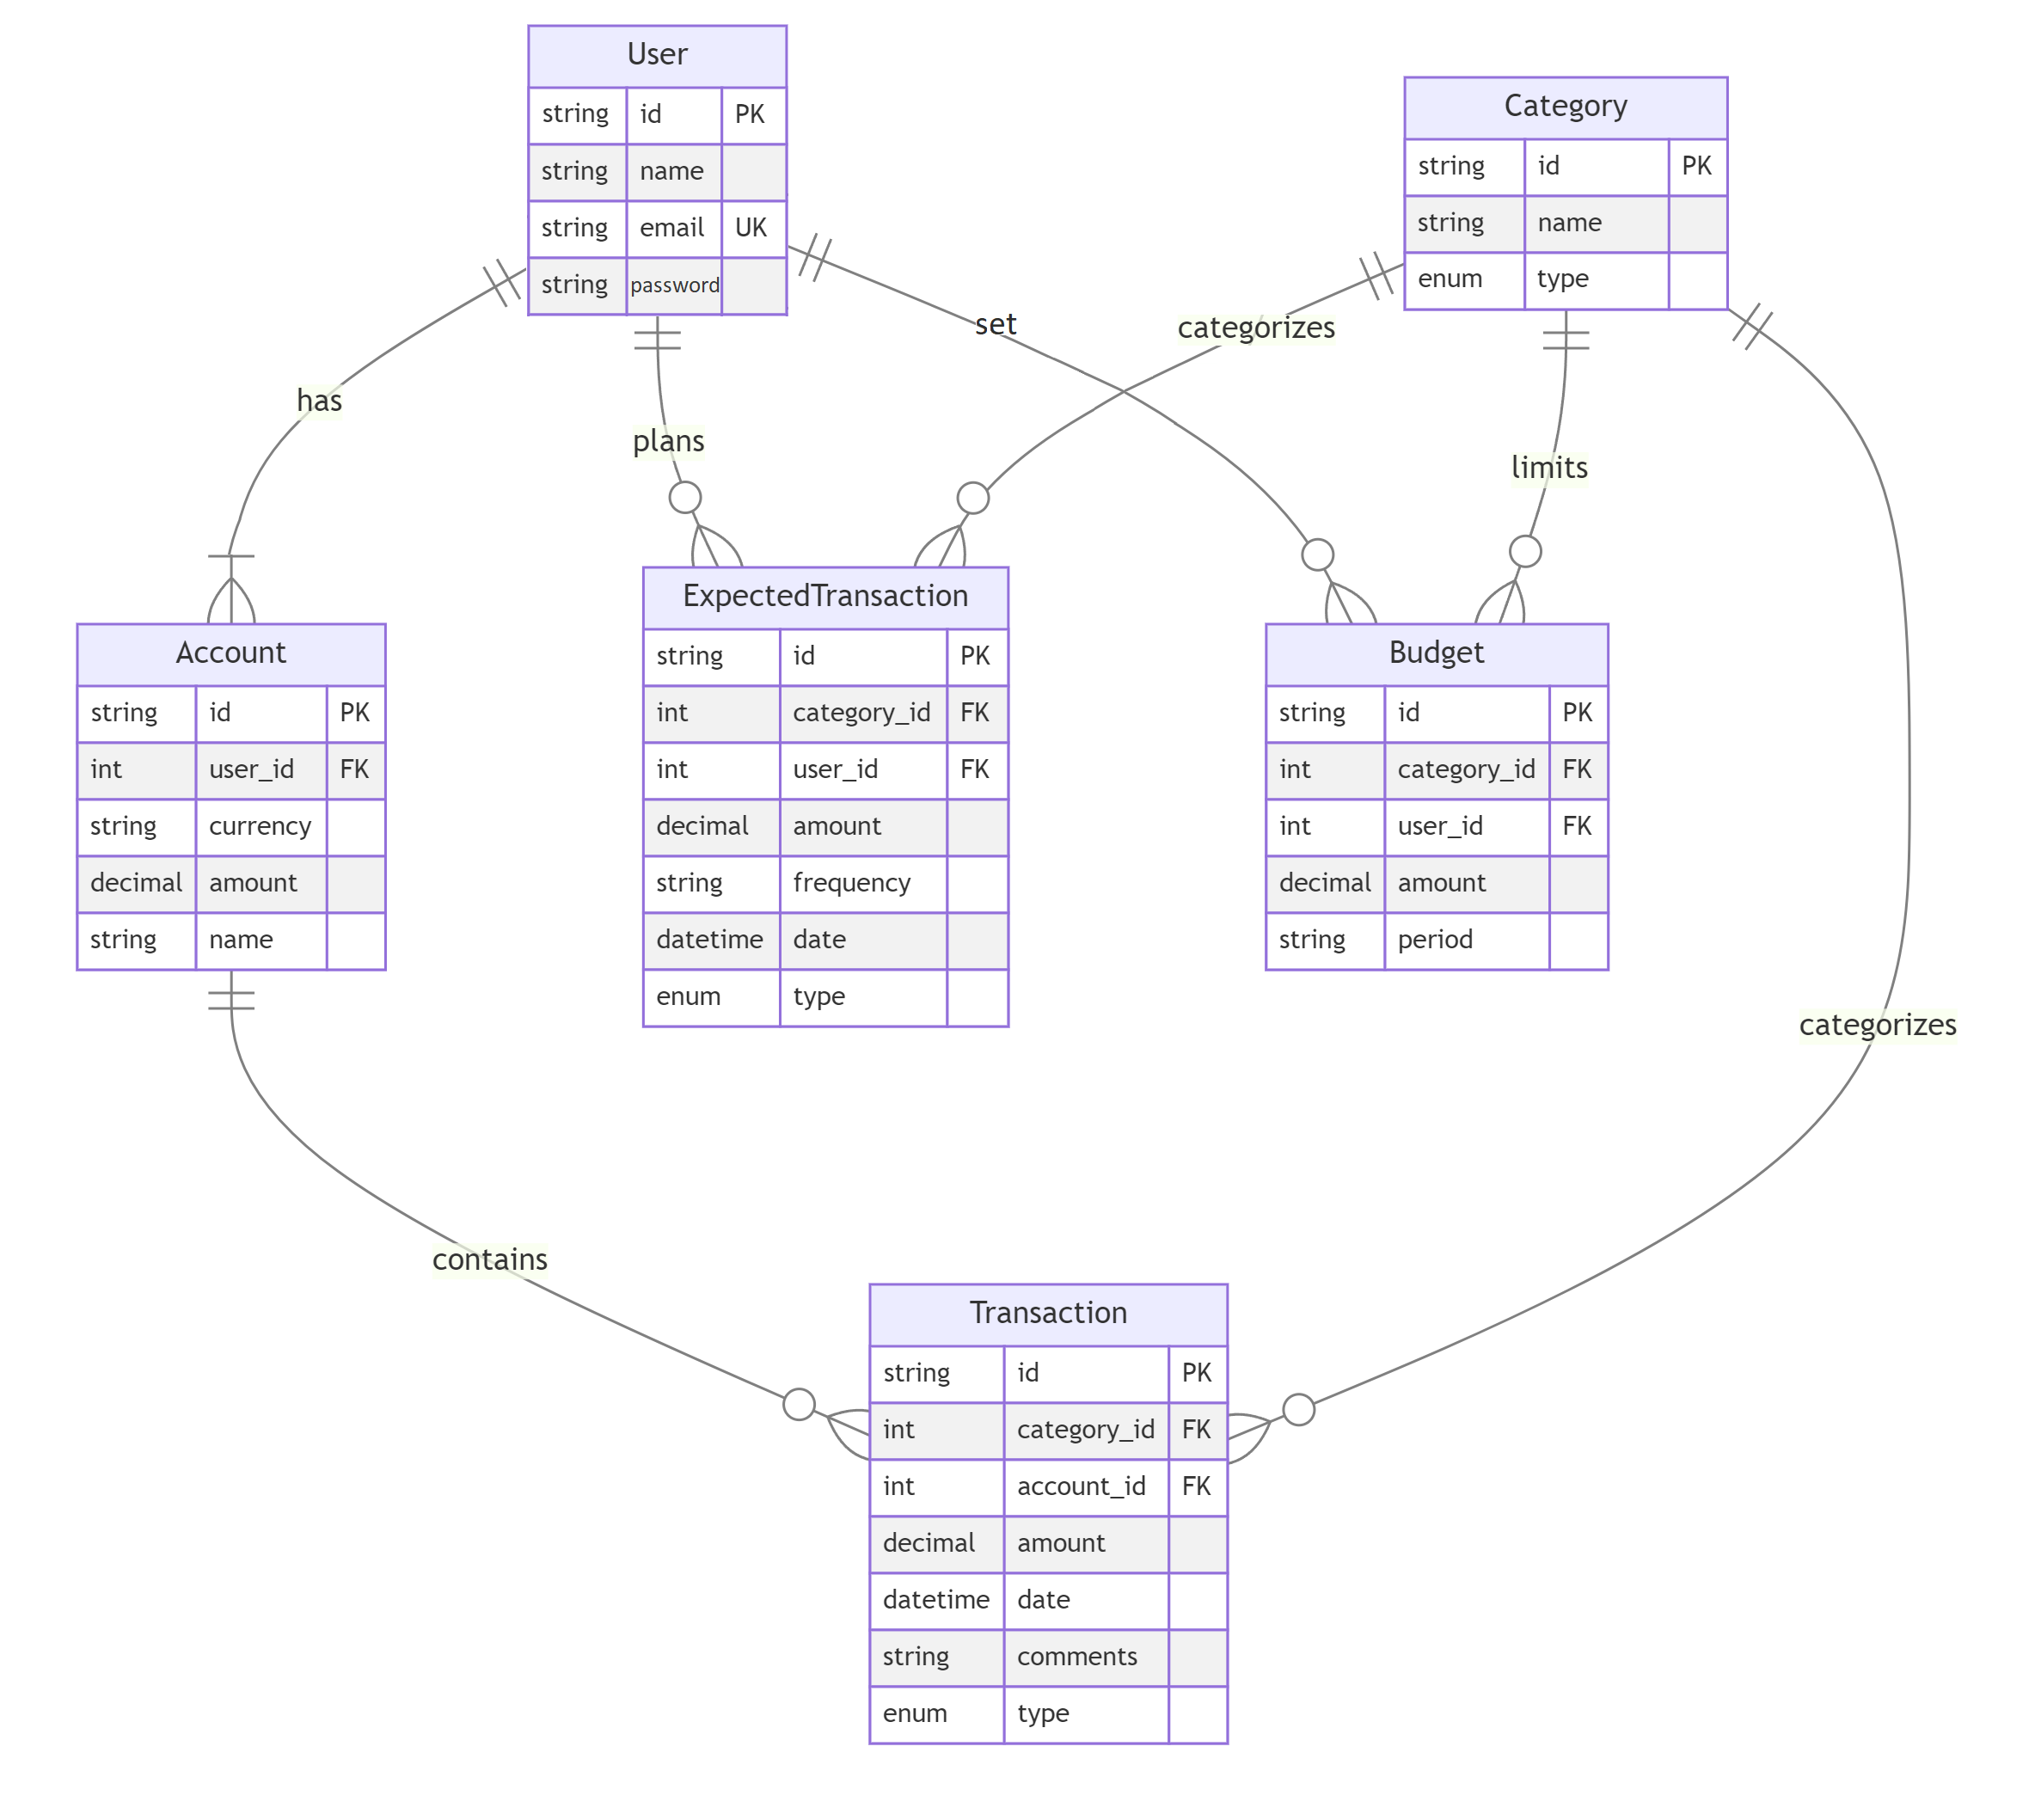 User
string id PK
string name
string email UK
string password
Category
string id PK
string name
enum type
set
categorizes
has
plans
limits
ExpectedTransaction
string id PK
int category_id FK
int user_id FK
decimal amount
string frequency
datetime date
enum type
Account
string id PK
int user_id FK
string currency
decimal amount
string name
Budget
string id PK
int category_id FK
int user_id FK
decimal amount
string period
categorizes
contains
Transaction
string id PK
int category_id FK
int account_id FK
decimal amount
datetime date
string comments
enum type